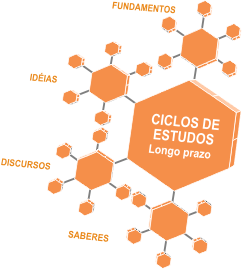 FUNDAMENTOS
IDÉIAS
CICLOS DE
ESTUDOS
Longo prazo
DISCURSOS
SABERES